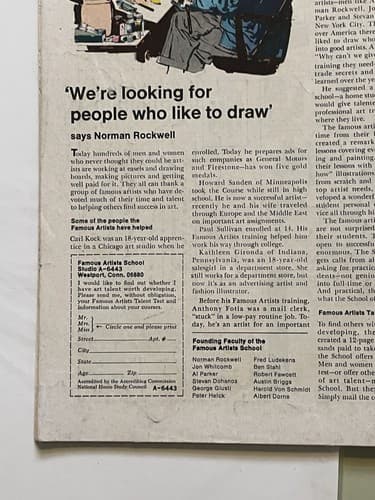 'We're looking for
people who like to draw'
says Norman Rockwell
Today hundreds of men and women
who never thought they could be art-
ists are working at easels and drawing
boards, making pictures and getting
well paid for it. They all can thank a
group of famous artists who have de-
voted much of their time and talent
to helping others find success in art.
Some of the people the
Famous Artists have helped
Carl Kock was an 18-year-old appren-
tice in a Chicago art studio when he
Famous Artists School
Studio A-6443
Westport, Conn. 06880
I would like to find out whether I
have art talent worth developing.
Please send me, without obligation,
your Famous Artists Talent Test and
information about your courses.
Mr.
Mrs.
Miss ← Circle one and please print
Street Apt. #
City
State
Age Zip
Accredited by the Accrediting Commission
National Home Study Council A-6443
enrolled. Today he prepares ads for
such companies as General Motors
and Firestone—has won five gold
medals.
Howard Sanden of Minneapolis
took the Course while still in high
school. He is now a successful artist—
recently he and his wife traveled
through Europe and the Middle East
on important art assignments.
Paul Sullivan enrolled at 14. His
Famous Artists training helped him
work his way through college.
Kathleen Gironda of Indiana,
Pennsylvania, was an 18-year-old
salesgirl in a department store. She
still works for a department store, but
now it's as an advertising artist and
fashion illustrator.
Before his Famous Artists training,
Anthony Fotia was a mail clerk,
"stuck" in a low-pay routine job. To-
day, he's an artist for an important
Founding Faculty of the
Famous Artists School
Norman Rockwell
Jon Whitcomb
Al Parker
Stevan Dohanos
George Giusti
Peter Helck
Fred Ludekens
Ben Stahl
Robert Fawcett
Austin Briggs
Harold Von Schmidt
Albert Dorne
artists—men like
man Rockwell, Jo
Parker and Stevan
New York City. Th
over America there
liked to draw who
into good artists. A
"Why can't we give
training they need
trade secrets and
learned over the ye
He suggested a
school—a home stu
would give talente
professional art tr
where they live.
The famous arti
time from their
created a remark
lessons covering ev
ing and painting.
their lessons with
how" illustrations
from scratch and
top artist needs,
veloped a wonder
student personal
vice all through hi
The famous arti
are not surprised
their students. T
open to successfu
enormous. The S
gers calls from al
asking for promisi
dents—not geniu
into full-time or
And practical, th
what the School o
Famous Artists Ta
To find others wi
developing, the
created a 12-page
sands paid to take
the School offers
Men and women
test—or offer othe
of art talent—m
School. But the
Simply mail the c